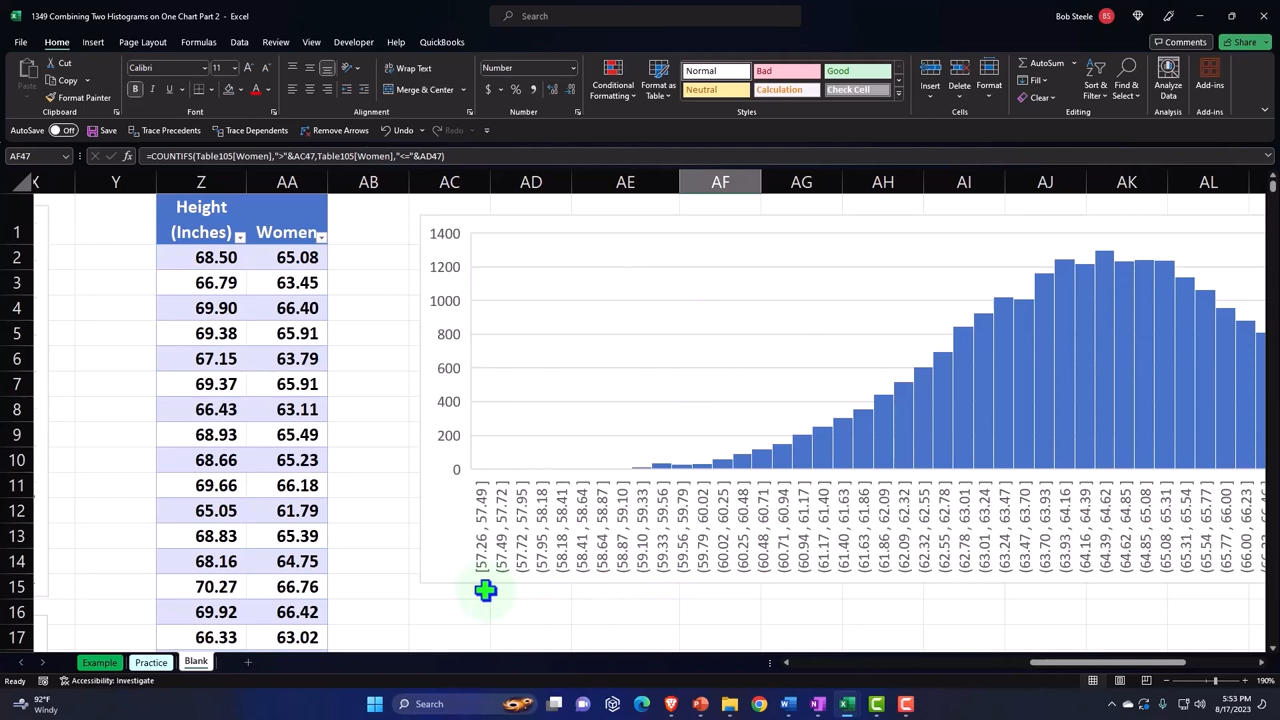 1349 Combining Two Histograms on One Chart Part 2 - Excel
Search
Bob Steele BS
File Home Insert Page Layout Formulas Data Review View Developer Help QuickBooks
Comments Share
Cut
Copy
Paste
Format Painter
Clipboard
Calibri 11
B I U
Font
Wrap Text
Merge & Center
Alignment
Number
$ % 9
Number
Conditional Formatting
Format as Table
Normal Bad Good
Neutral Calculation Check Cell
Styles
Insert Delete Format
Cells
AutoSum
Fill
Clear
Sort & Filter
Find & Select
Editing
Analyze Data
Analysis
Add-ins
Add-ins
AutoSave Off Save Trace Precedents Trace Dependents Remove Arrows Undo Redo
AF47 fx =COUNTIFS(Table105[Women],">"&AC47,Table105[Women],"<="&AD47)
X Y Z AA AB AC AD AE AF AG AH AI AJ AK AL
1 Height (Inches) Women
2 68.50 65.08
3 66.79 63.45
4 69.90 66.40
5 69.38 65.91
6 67.15 63.79
7 69.37 65.91
8 66.43 63.11
9 68.93 65.49
10 68.66 65.23
11 69.66 66.18
12 65.05 61.79
13 68.83 65.39
14 68.16 64.75
15 70.27 66.76
16 69.92 66.42
17 66.33 63.02
1400
1200
1000
800
600
400
200
0
[57.26 , 57.49 ]
(57.49 , 57.72 ]
(57.72 , 57.95 ]
(57.95 , 58.18 ]
(58.18 , 58.41 ]
(58.41 , 58.64 ]
(58.64 , 58.87 ]
(58.87 , 59.10 ]
(59.10 , 59.33 ]
(59.33 , 59.56 ]
(59.56 , 59.79 ]
(59.79 , 60.02 ]
(60.02 , 60.25 ]
(60.25 , 60.48 ]
(60.48 , 60.71 ]
(60.71 , 60.94 ]
(60.94 , 61.17 ]
(61.17 , 61.40 ]
(61.40 , 61.63 ]
(61.63 , 61.86 ]
(61.86 , 62.09 ]
(62.09 , 62.32 ]
(62.32 , 62.55 ]
(62.55 , 62.78 ]
(62.78 , 63.01 ]
(63.01 , 63.24 ]
(63.24 , 63.47 ]
(63.47 , 63.70 ]
(63.70 , 63.93 ]
(63.93 , 64.16 ]
(64.16 , 64.39 ]
(64.39 , 64.62 ]
(64.62 , 64.85 ]
(64.85 , 65.08 ]
(65.08 , 65.31 ]
(65.31 , 65.54 ]
(65.54 , 65.77 ]
(65.77 , 66.00 ]
(66.00 , 66.23 ]
Example Practice Blank
Ready Accessibility: Investigate 190%
92°F
Windy
Search
5:53 PM
8/17/2023